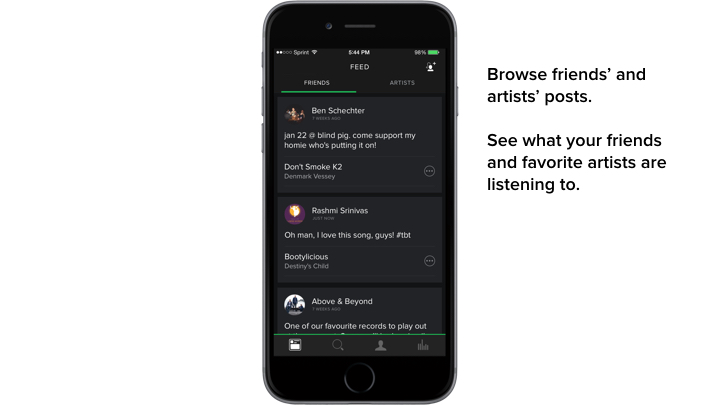 Sprint 5:44 PM 98%
FEED
FRIENDS ARTISTS
Ben Schechter
7 WEEKS AGO
jan 22 @ blind pig. come support my
homie who's putting it on!
Don't Smoke K2
Denmark Vessey
Rashmi Srinivas
JUST NOW
Oh man, I love this song, guys! #tbt
Bootylicious
Destiny's Child
Above & Beyond
7 WEEKS AGO
One of our favourite records to play out
Browse friends' and
artists' posts.
See what your friends
and favorite artists are
listening to.